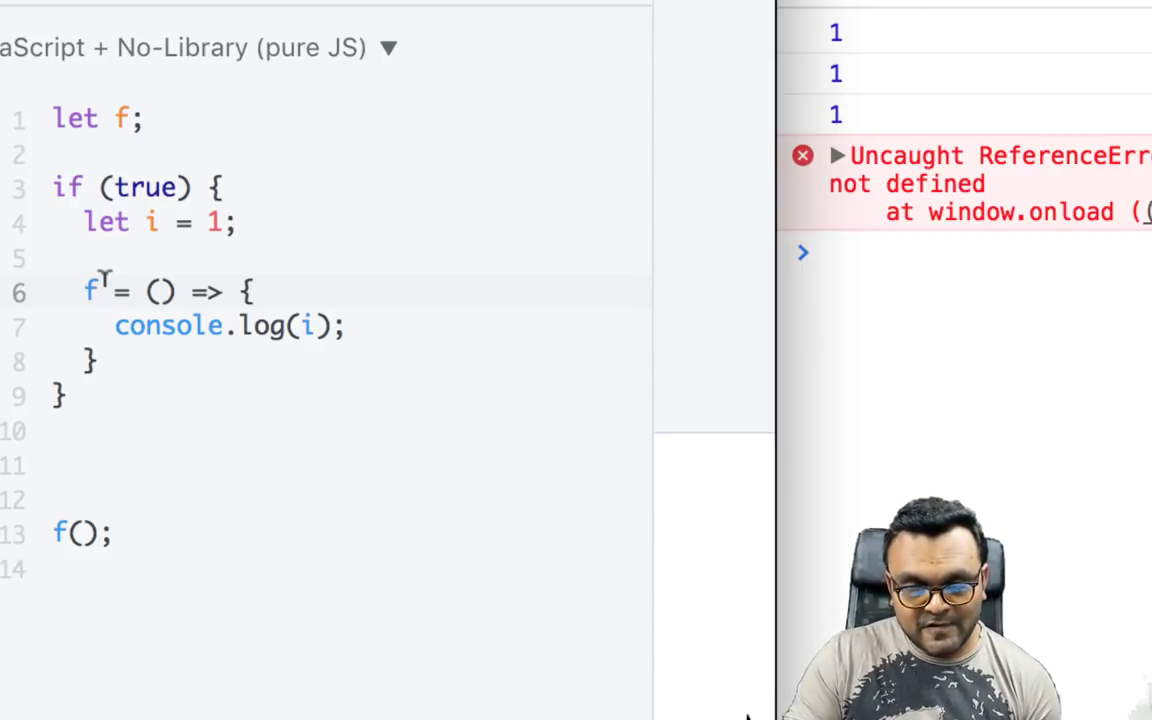 aScript + No-Library (pure JS) ▼
1 let f;
2
3 if (true) {
4 let i = 1;
5
6 f = () => {
7 console.log(i);
8 }
9 }
10
11
12
13 f();
14
1
1
1
Uncaught ReferenceErr
not defined
at window.onload (